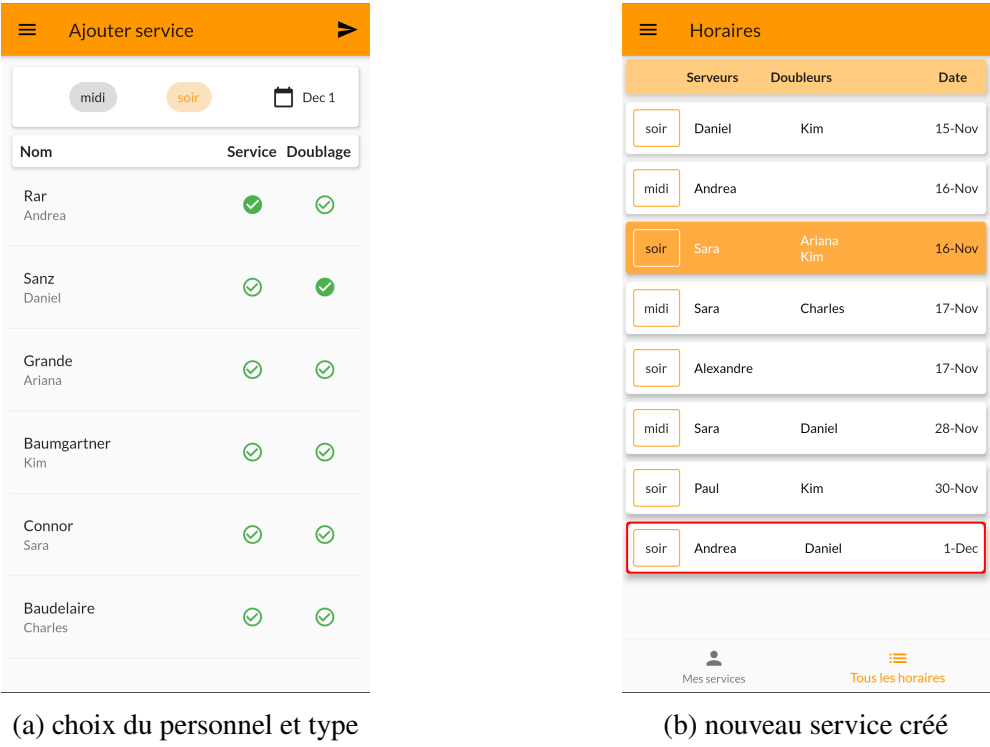 Ajouter service
midi soir Dec 1
Nom Service Doublage
Rar
Andrea
Sanz
Daniel
Grande
Ariana
Baumgartner
Kim
Connor
Sara
Baudelaire
Charles
(a) choix du personnel et type
Horaires
Serveurs Doubleurs Date
soir Daniel Kim 15-Nov
midi Andrea 16-Nov
soir Sara Ariana 16-Nov
Kim
midi Sara Charles 17-Nov
soir Alexandre 17-Nov
midi Sara Daniel 28-Nov
soir Paul Kim 30-Nov
soir Andrea Daniel 1-Dec
Mes services Tous les horaires
(b) nouveau service créé